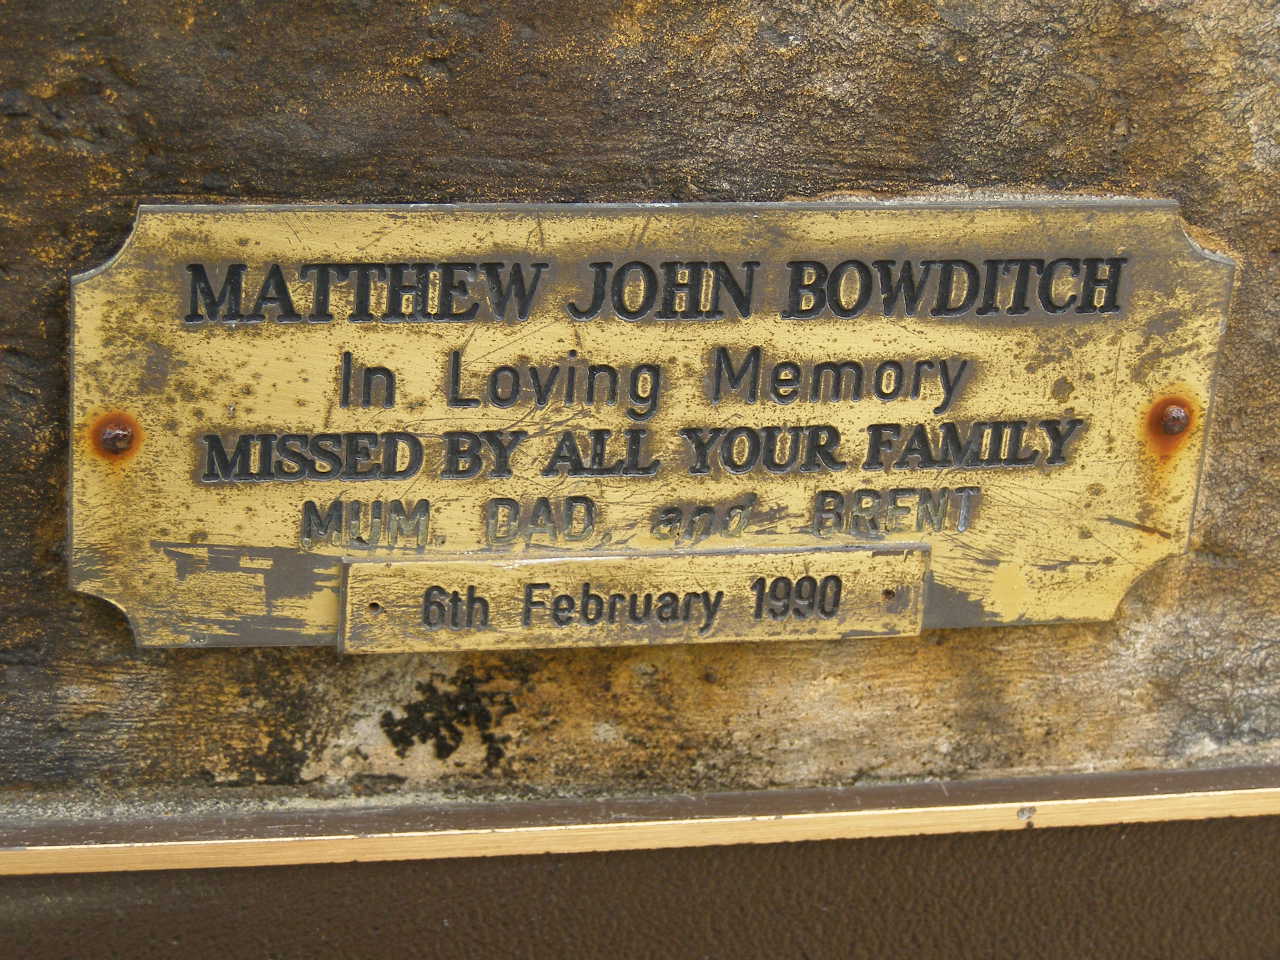 MATTHEW JOHN BOWDITCH
In Loving Memory
MISSED BY ALL YOUR FAMILY
MUM, DAD, and BRENT
6th February 1990